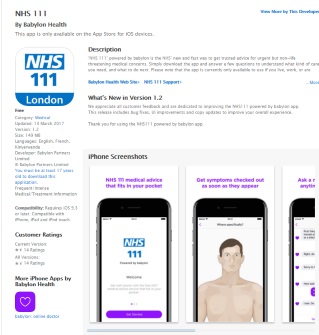 NHS 111
View More by This Developer
By Babylon Health
This app is only available on the App Store for iOS devices.
NHS
111
London
Free
Category: Medical
Updated: 10 March 2017
Version: 1.2
Size: 149 MB
Languages: English, French,
Kinyarwanda
Developer: Babylon Partners
Limited
© Babylon Partners Limited
You must be at least 17 years
old to download this
application.
Frequent/Intense
Medical/Treatment Information
Compatibility: Requires iOS 9.3
or later. Compatible with
iPhone, iPad and iPod touch.
Customer Ratings
Current Version:
14 Ratings
All Versions:
14 Ratings
More iPhone Apps by
Babylon Health
babylon: online doctor
Description
'NHS 111' powered by babylon is the NHS' new and fast way to get trusted advice for urgent but non-life
threatening medical concerns. Simply download the app and answer a few questions to understand what kind of care
you need, and what to do next. Please note that the app is currently only available to use if you live, work, or are
Babylon Health Web Site NHS 111 Support
...More
What's New in Version 1.2
We appreciate all customer feedback and are dedicated to improving the NHS 111 powered by babylon app.
This release includes bug fixes, UI improvements and copy updates to improve your overall experience.
Thank you for using the NHS111 powered by babylon app.
iPhone Screenshots
NHS 111 medical advice
that fits in your pocket
NHS
111
Powered by babylon
Welcome
Get symptoms checked out
as soon as they appear
Where specifically?
Ask a
anytim